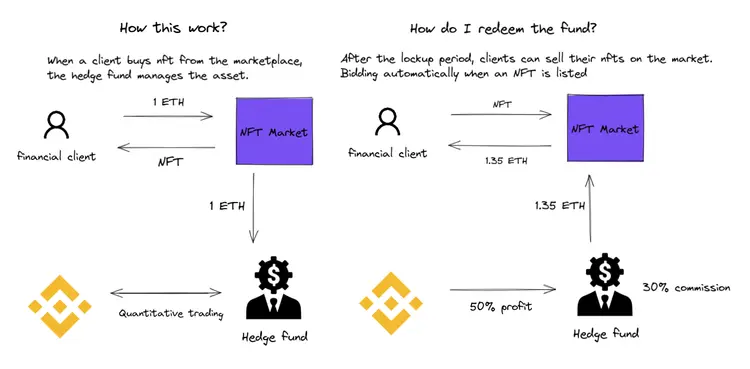 How this work?
When a client buys nft from the marketplace,
the hedge fund manages the asset.
1 ETH
NFT Market
financial client
NFT
1 ETH
Quantitative trading
Hedge fund
How do I redeem the fund?
After the lockup period, clients can sell their nfts on the market.
Bidding automatically when an NFT is listed
NFT
NFT Market
financial client
1.35 ETH
1.35 ETH
$
50% profit
30% commission
Hedge fund
$